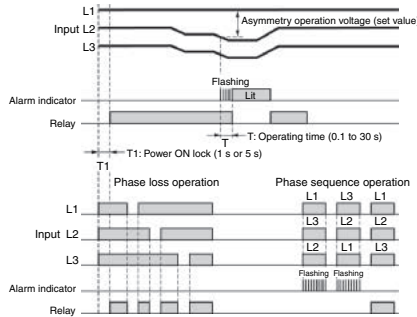 L1
Asymmetry operation voltage (set value
Input L2
L3
Flashing
Alarm indicator
Lit
Relay
T
T: Operating time (0.1 to 30 s)
T1: Power ON lock (1 s or 5 s)
T1
Phase loss operation
Phase sequence operation
L1 L3 L1
L1
L3 L2 L2
Input L2
L2 L1 L3
L3
Flashing Flashing
Alarm indicator
Relay